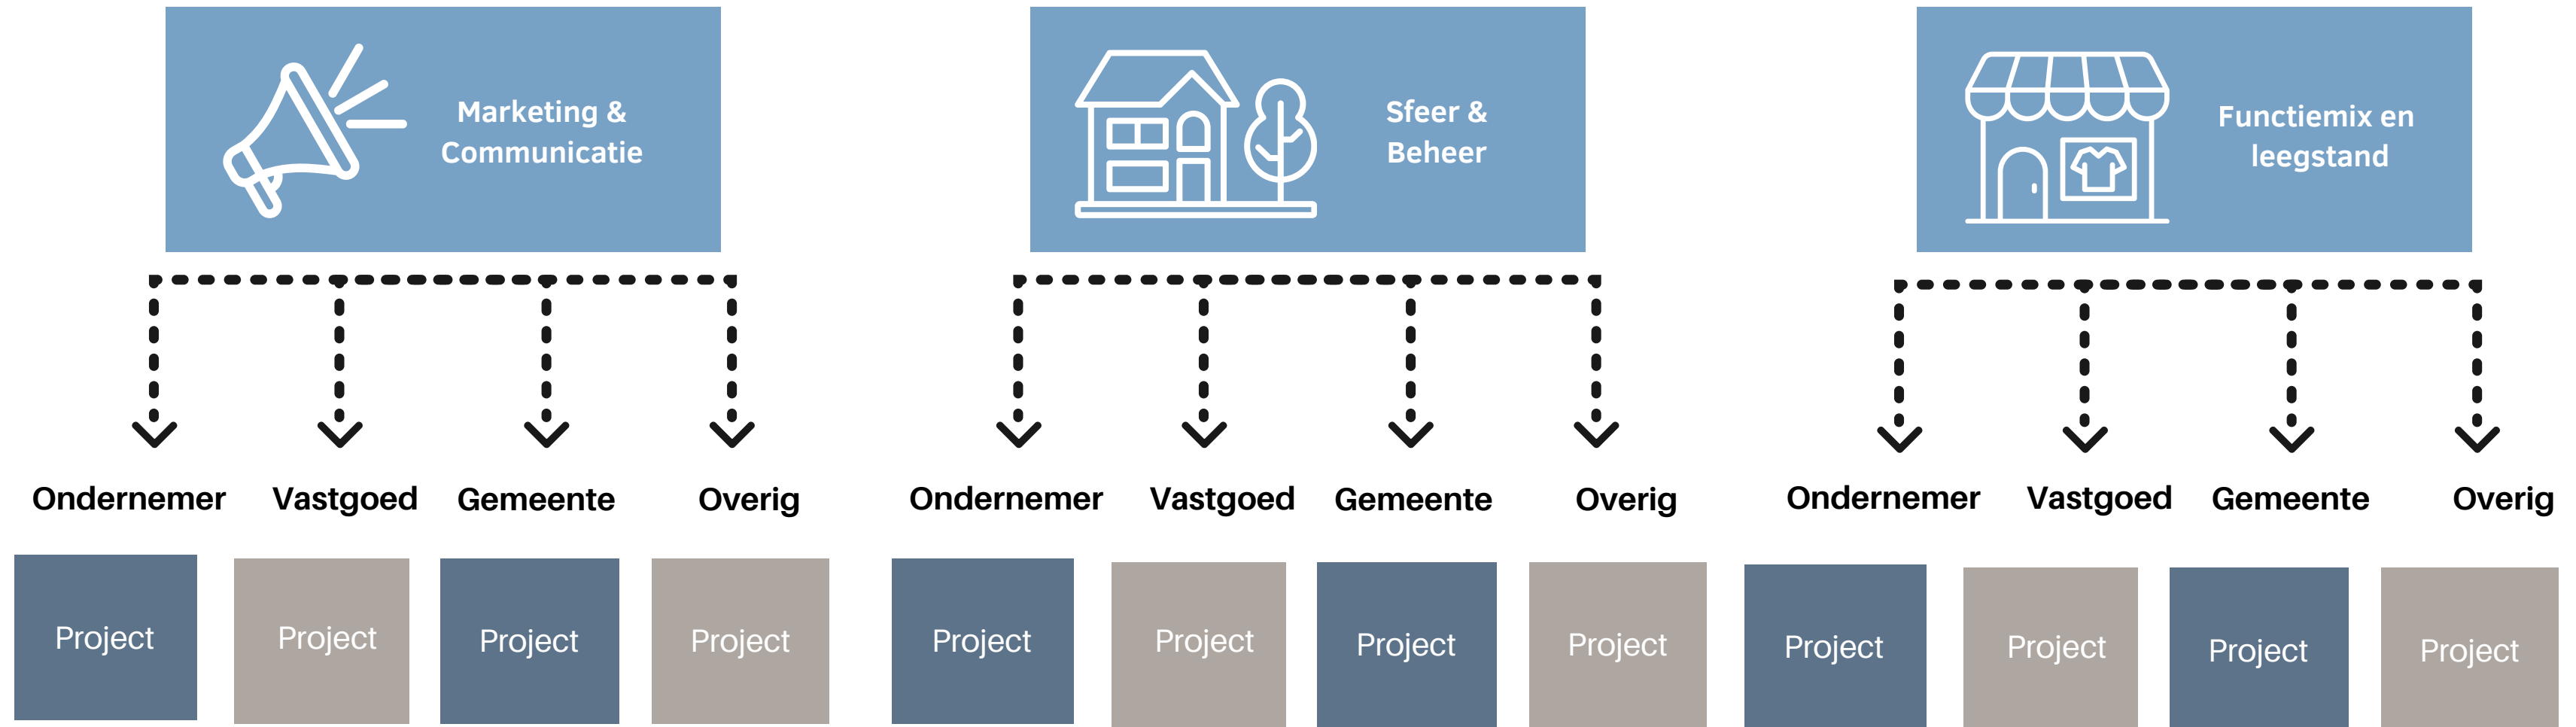 Marketing &
Communicatie
Sfeer &
Beheer
Functiemix en
leegstand
Ondernemer Vastgoed Gemeente Overig
Ondernemer Vastgoed Gemeente Overig
Ondernemer Vastgoed Gemeente Overig
Project Project Project Project
Project Project Project Project
Project Project Project Project